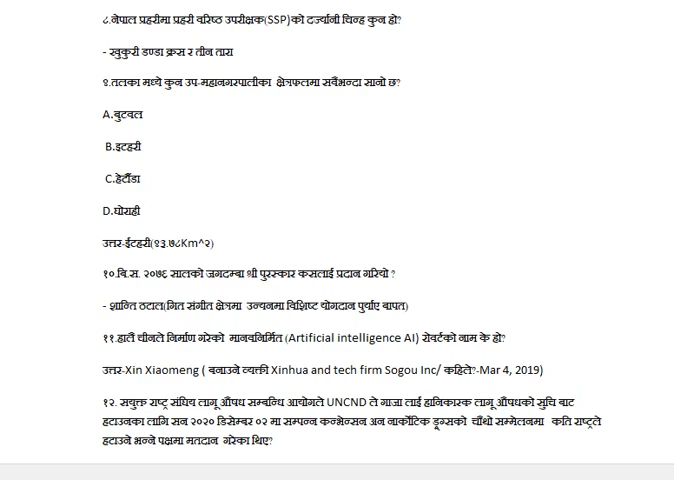 ८.नेपाल प्रहरीमा प्रहरी वरिष्ठ उपरीक्षक(SSP)को दर्ज्यानी चिन्ह कुन हो?
- खुकुरी डण्डा क्रस र तीन तारा
९.तलका मध्ये कुन उप-महानगरपालीका क्षेत्रफलमा सवैंभन्दा सानो छ?
A.बुटवल
B.इटहरी
C.हेटौंडा
D.घोराही
उत्तर-ईटहरी(९३.७८Km^२)
१०.बि.स. २०७६ सालको जगदम्बा श्री पुरस्कार कसलाई प्रदान गरियो ?
- शान्ति ठटाल(गित संगीत क्षेत्रमा उन्यनमा विशिष्ट योगदान पुर्याए बापत)
११.हालै चीनले निर्माण गरेको मानवनिर्मित (Artificial intelligence AI) रोवर्टको नाम के हो?
उत्तर-Xin Xiaomeng ( बनाउने व्यक्ती Xinhua and tech firm Sogou Inc/ कहिले?-Mar 4, 2019)
१२. सयुक्त राष्ट्र संघिय लागू औषध सम्बन्धि आयोगले UNCND ले गाजा लाई हानिकारक लागू औषधको सुचि बाट
हटाउनका लागि सन २०२० डिसेम्बर ०२ मा सम्पन्न कन्भेन्सन अन नार्कोटिक ड्रग्सको चौंथो सम्मेलनमा कति राष्ट्रले
हटाउने भन्ने पक्षमा मतदान गरेका थिए?